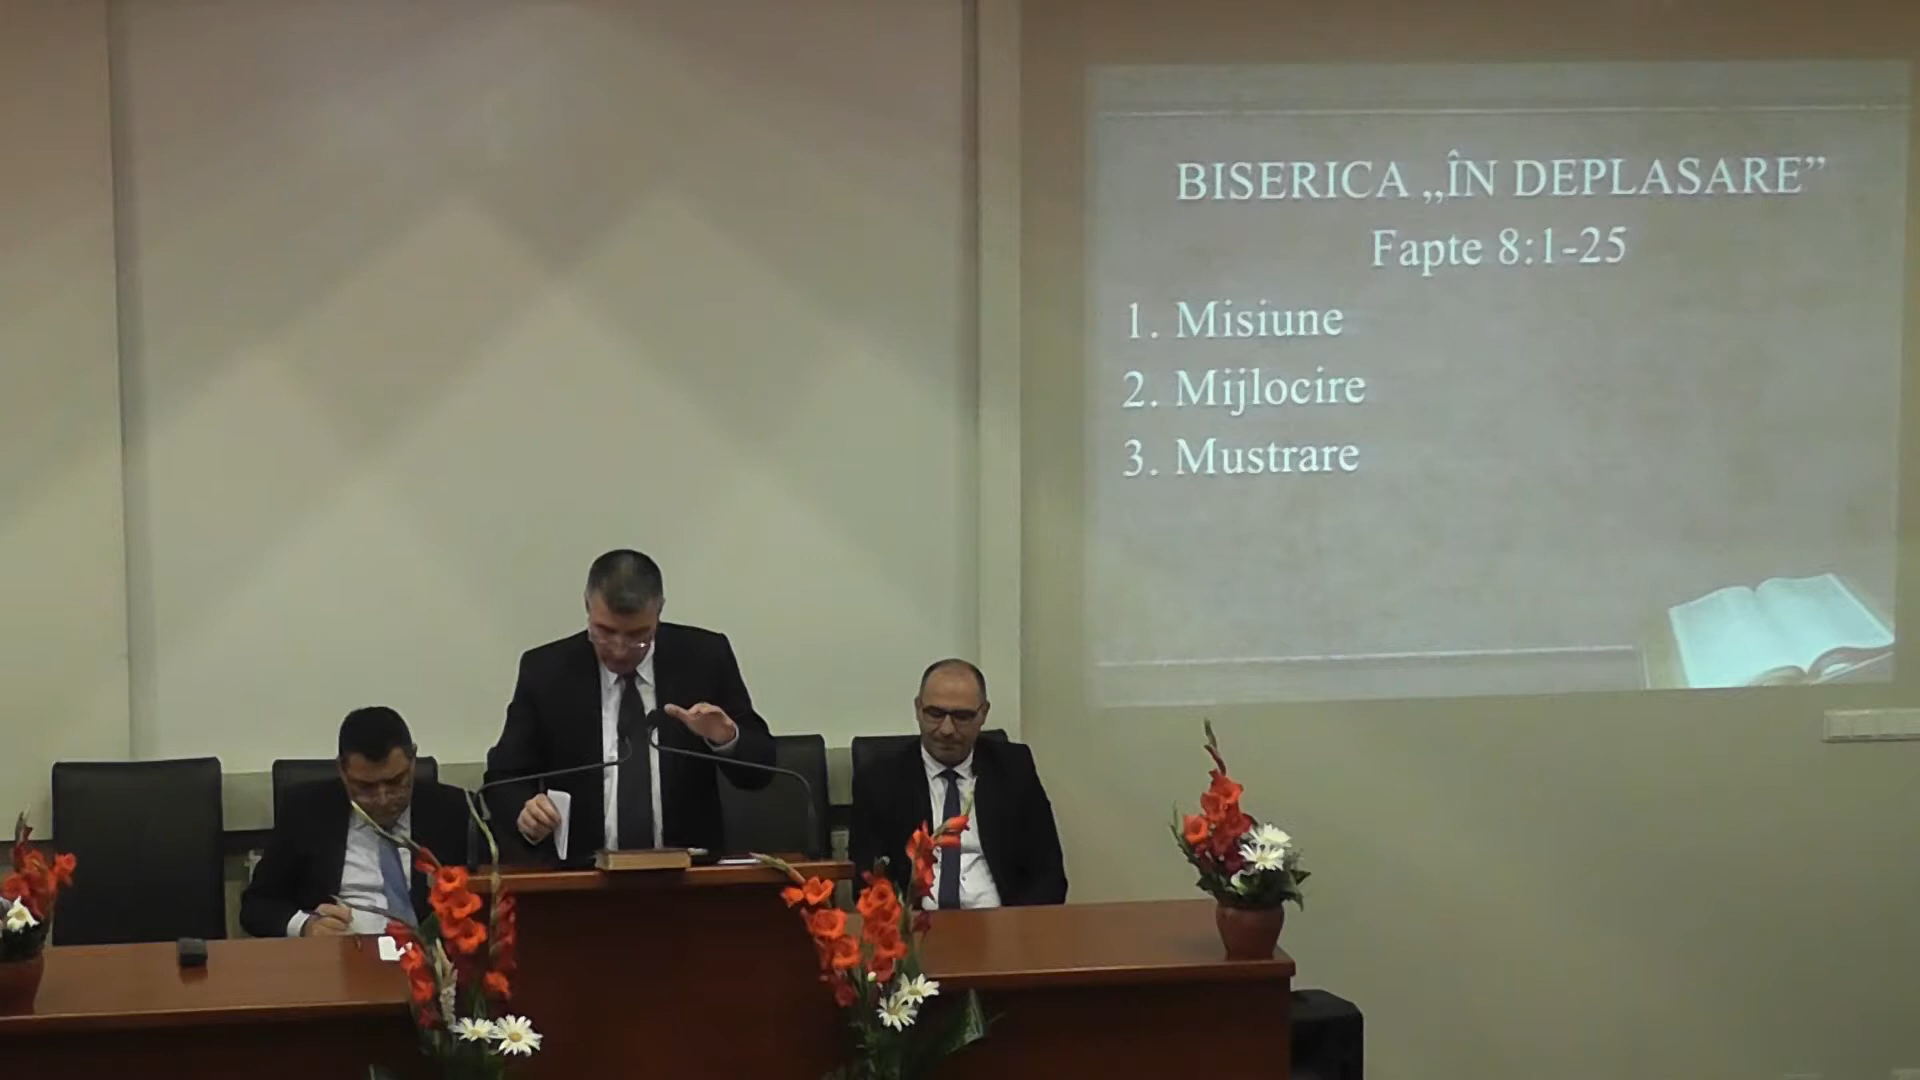 BISERICA „ÎN DEPLASARE”
Fapte 8:1-25
1. Misiune
2. Mijlocire
3. Mustrare